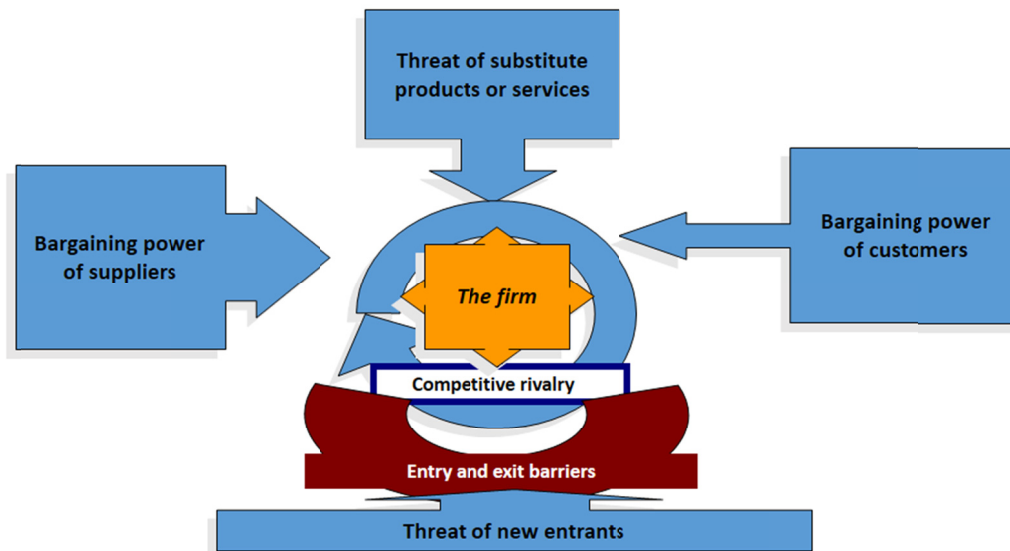 Threat of substitute
products or services
Bargaining power
of suppliers
Bargaining power
of customers
The firm
Competitive rivalry
Entry and exit barriers
Threat of new entrants